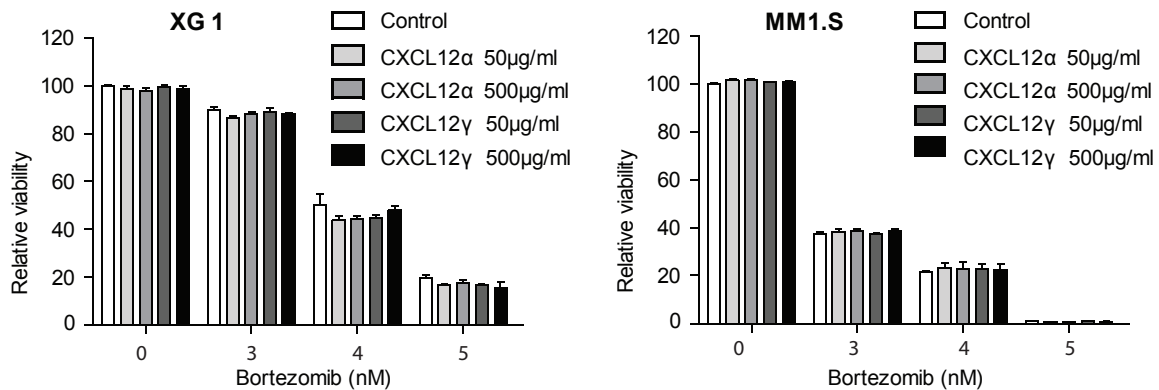 XG 1
Control
CXCL12α 50µg/ml
CXCL12α 500µg/ml
CXCL12γ 50µg/ml
CXCL12γ 500µg/ml
Relative viability
120
100
80
60
40
20
0
0 3 4 5
Bortezomib (nM)
MM1.S
Control
CXCL12α 50µg/ml
CXCL12α 500µg/ml
CXCL12γ 50µg/ml
CXCL12γ 500µg/ml
Relative viability
120
100
80
60
40
20
0
0 3 4 5
Bortezomib (nM)